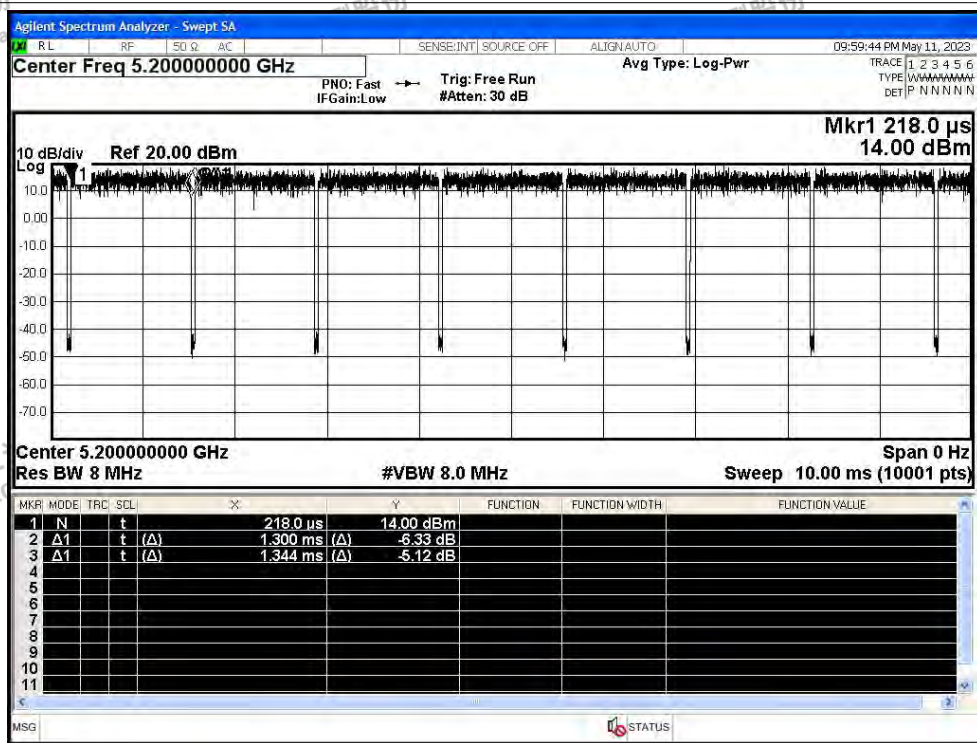 Agilent Spectrum Analyzer - Swept SA
RL RF 50 Ω AC SENSE:INT SOURCE OFF ALIGN AUTO 09:59:44 PM May 11, 2023
Center Freq 5.200000000 GHz Avg Type: Log-Pwr TRACE 1 2 3 4 5 6
PNO: Fast Trig: Free Run TYPE WWWWWW
IFGain:Low #Atten: 30 dB DET P N N N N N
Mkr1 218.0 µs
10 dB/div Ref 20.00 dBm 14.00 dBm
Log
1
10.0
0.00
-10.0
-20.0
-30.0
-40.0
-50.0
-60.0
-70.0
Center 5.200000000 GHz Span 0 Hz
Res BW 8 MHz #VBW 8.0 MHz Sweep 10.00 ms (10001 pts)
MKR MODE TRC SCL X Y FUNCTION FUNCTION WIDTH FUNCTION VALUE
1 N t 218.0 µs 14.00 dBm
2 Δ1 t (Δ) 1.300 ms (Δ) -6.33 dB
3 Δ1 t (Δ) 1.344 ms (Δ) -5.12 dB
4
5
6
7
8
9
10
11
MSG STATUS